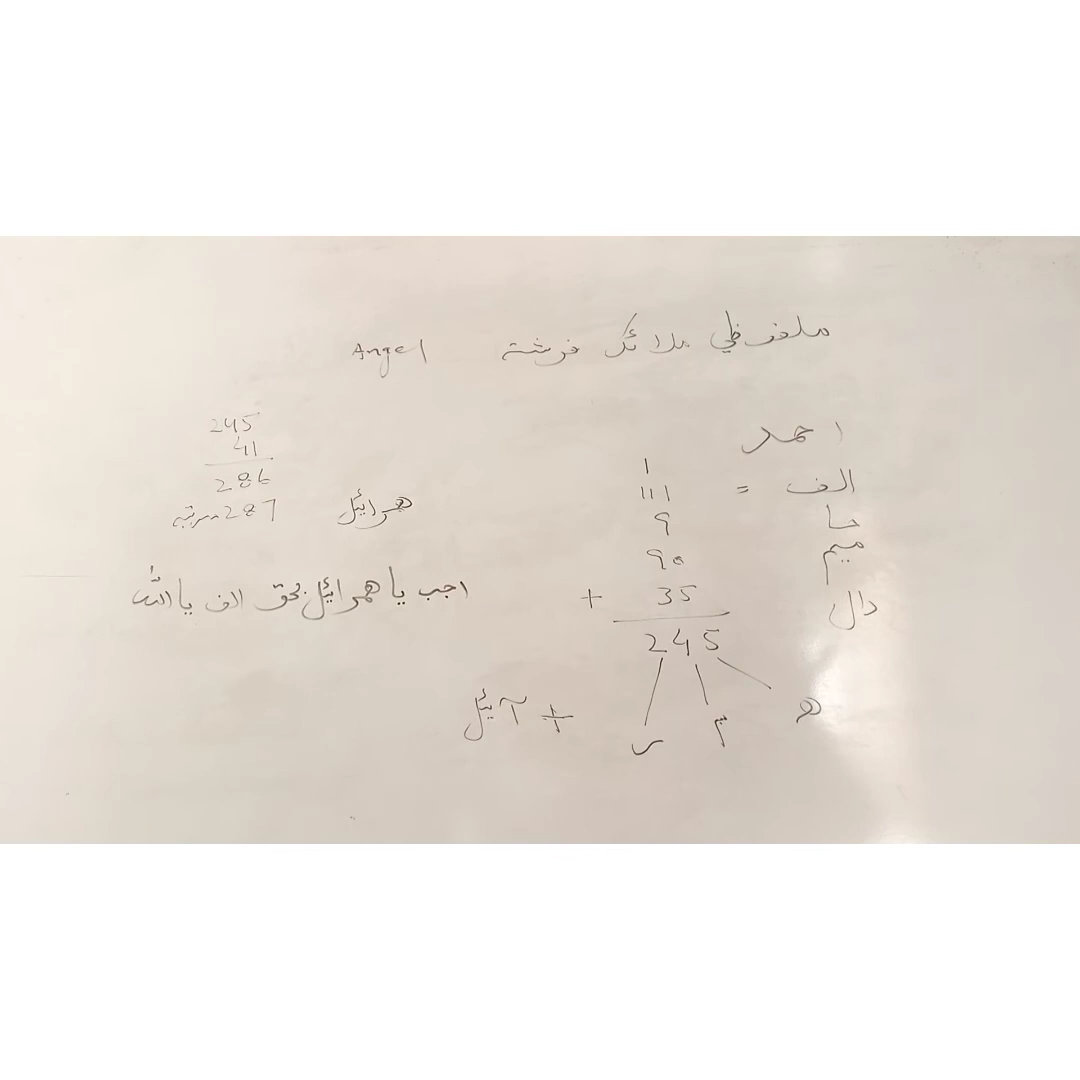 ملفوظی ملائک فرشتہ Angel
احمد
1
الف = 111
حا 9
میم 90
دال 35 +
245
ھ م ر + آئیل
245
41
286
287 مرتبہ ھمرائیل
اجب یا ھمرائیل بحق الف یا اللہ